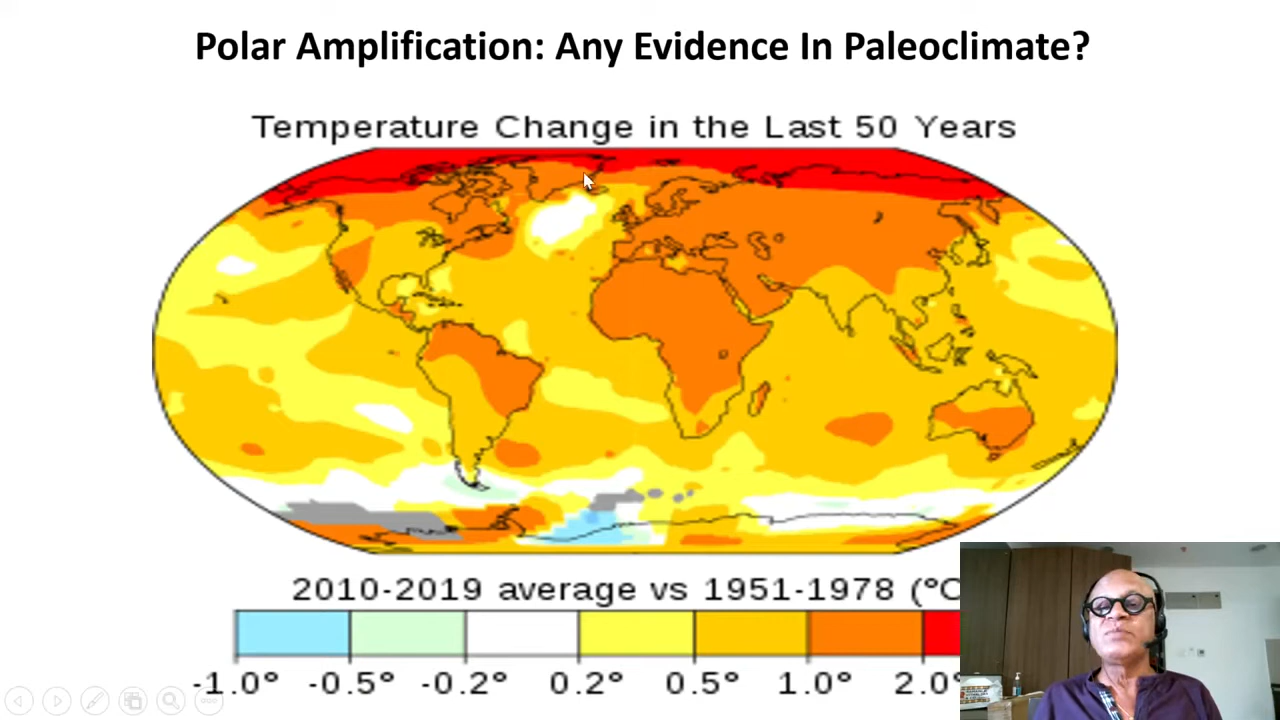 Polar Amplification: Any Evidence In Paleoclimate?
Temperature Change in the Last 50 Years
2010-2019 average vs 1951-1978 (°C
-1.0° -0.5° -0.2° 0.2° 0.5° 1.0° 2.0°